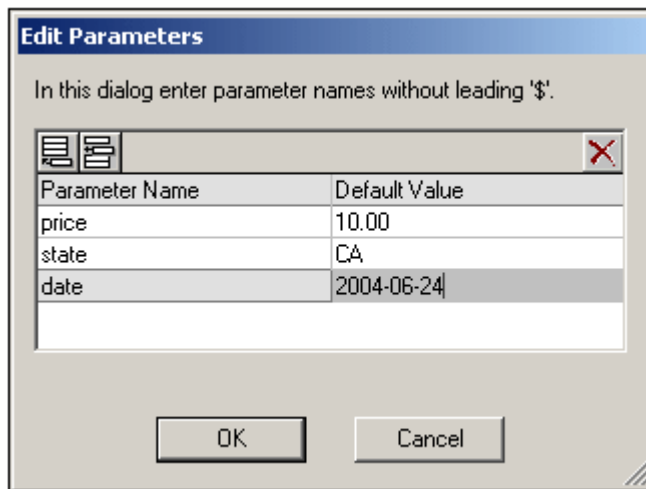 Edit Parameters
In this dialog enter parameter names without leading '$'.
Parameter Name Default Value
price 10.00
state CA
date 2004-06-24
OK Cancel